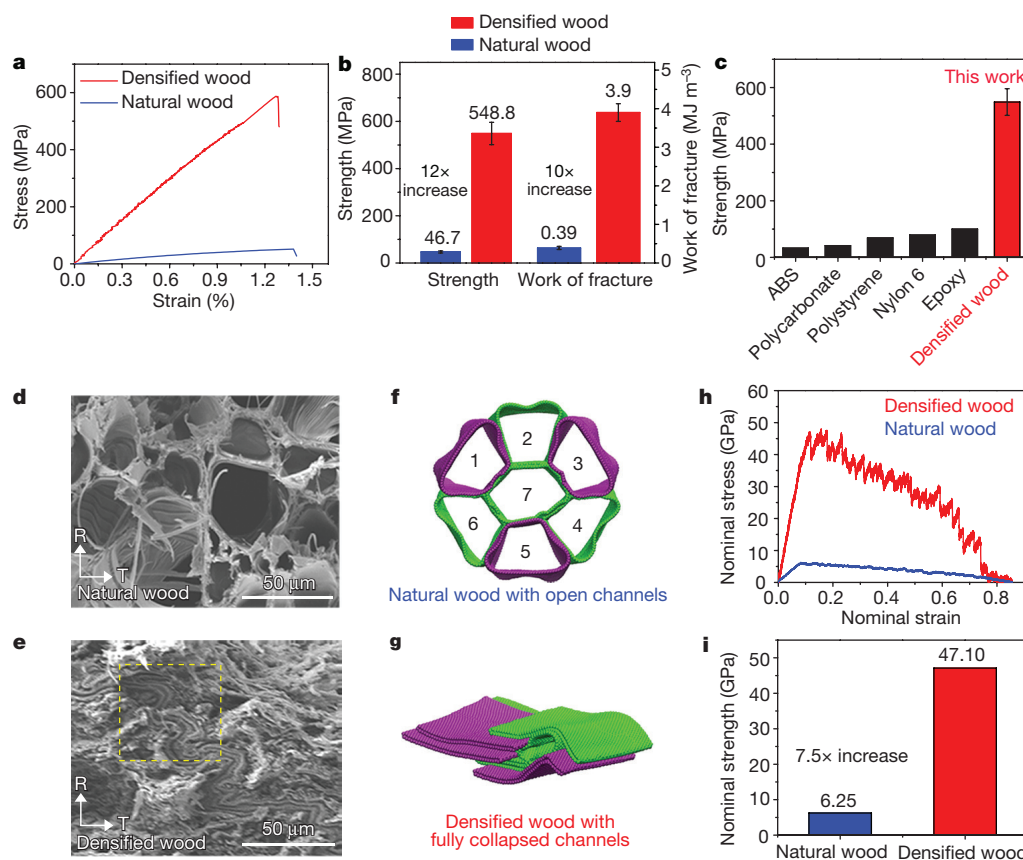 Densified wood
Natural wood
a
Densified wood
Natural wood
Stress (MPa)
600
400
200
0
0.0 0.3 0.6 0.9 1.2 1.5
Strain (%)
b
Strength (MPa)
800
600
400
200
0
548.8
3.9
12×
increase
10×
increase
46.7
0.39
Strength Work of fracture
5
4
3
2
1
0
Work of fracture (MJ m⁻³)
c
This work
Strength (MPa)
600
400
200
0
ABS
Polycarbonate
Polystyrene
Nylon 6
Epoxy
Densified wood
d
R
T
Natural wood
50 μm
e
R
T
Densified wood
50 μm
f
1
2
3
4
5
6
7
Natural wood with open channels
g
Densified wood with
fully collapsed channels
h
Densified wood
Natural wood
Nominal stress (GPa)
60
50
40
30
20
10
0
0.0 0.2 0.4 0.6 0.8
Nominal strain
i
Nominal strength (GPa)
50
40
30
20
10
0
47.10
7.5× increase
6.25
Natural wood Densified wood